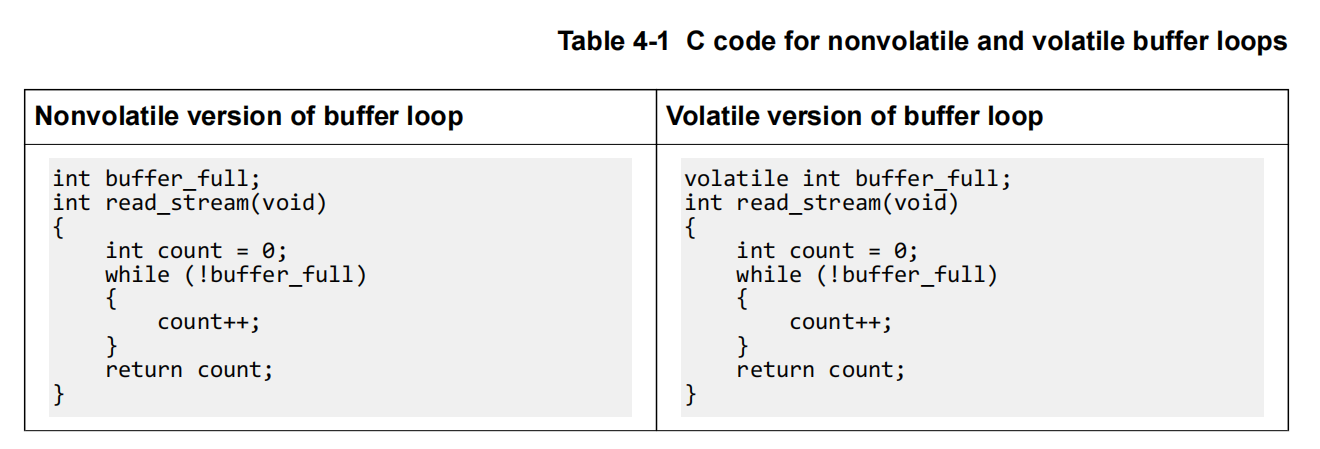 Table 4-1 C code for nonvolatile and volatile buffer loops
Nonvolatile version of buffer loop
Volatile version of buffer loop
int buffer_full;
int read_stream(void)
{
    int count = 0;
    while (!buffer_full)
    {
        count++;
    }
    return count;
}
volatile int buffer_full;
int read_stream(void)
{
    int count = 0;
    while (!buffer_full)
    {
        count++;
    }
    return count;
}